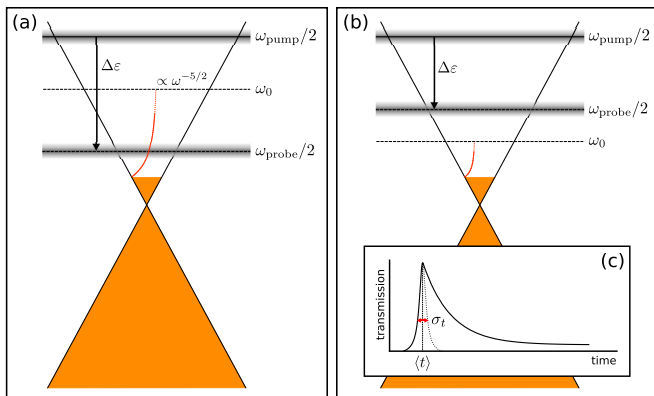 (a)
ω_pump/2
Δε
∝ ω^{-5/2}
ω_0
ω_probe/2
(b)
ω_pump/2
Δε
ω_probe/2
ω_0
(c)
transmission
σ_t
⟨t⟩
time